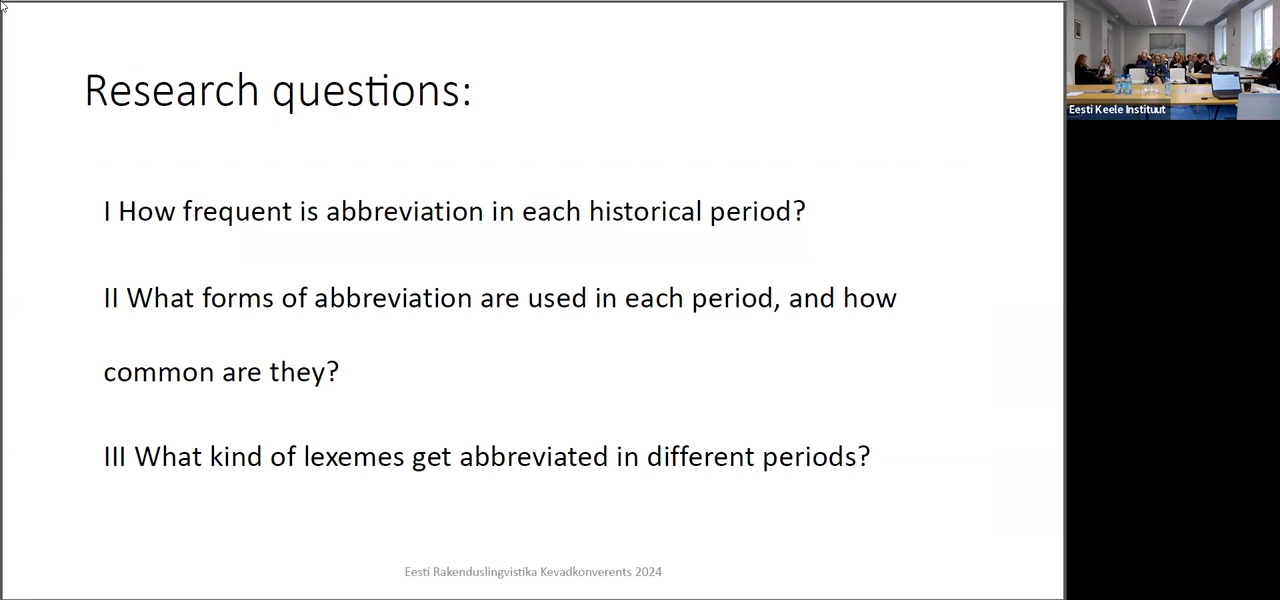 Research questions:
I How frequent is abbreviation in each historical period?
II What forms of abbreviation are used in each period, and how
common are they?
III What kind of lexemes get abbreviated in different periods?
Eesti Rakenduslingvistika Kevadkonverents 2024
Eesti Keele Instituut